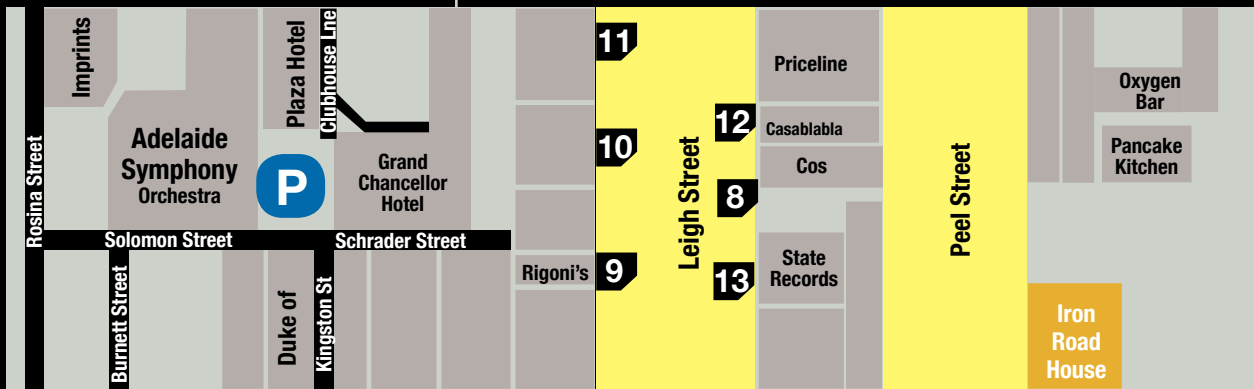 Rosina Street
Imprints
Adelaide
Symphony
Orchestra
Plaza Hotel
Clubhouse Lne
P
Grand
Chancellor
Hotel
Solomon Street
Schrader Street
Burnett Street
Duke of
Kingston St
Rigoni's
11
10
9
Leigh Street
12
8
13
Priceline
Casablabla
Cos
State
Records
Peel Street
Oxygen
Bar
Pancake
Kitchen
Iron
Road
House